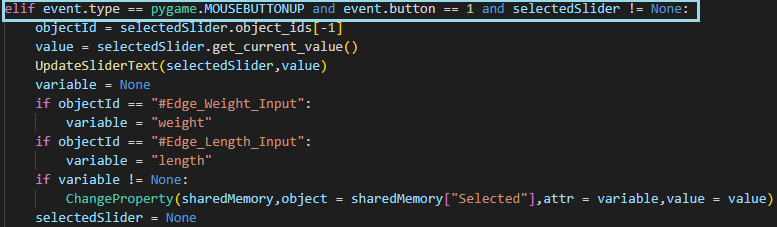 elif event.type == pygame.MOUSEBUTTONUP and event.button == 1 and selectedSlider != None:
    objectId = selectedSlider.object_ids[-1]
    value = selectedSlider.get_current_value()
    UpdateSliderText(selectedSlider,value)
    variable = None
    if objectId == "#Edge_Weight_Input":
        variable = "weight"
    if objectId == "#Edge_Length_Input":
        variable = "length"
    if variable != None:
        ChangeProperty(sharedMemory,object = sharedMemory["Selected"],attr = variable,value = value)
    selectedSlider = None